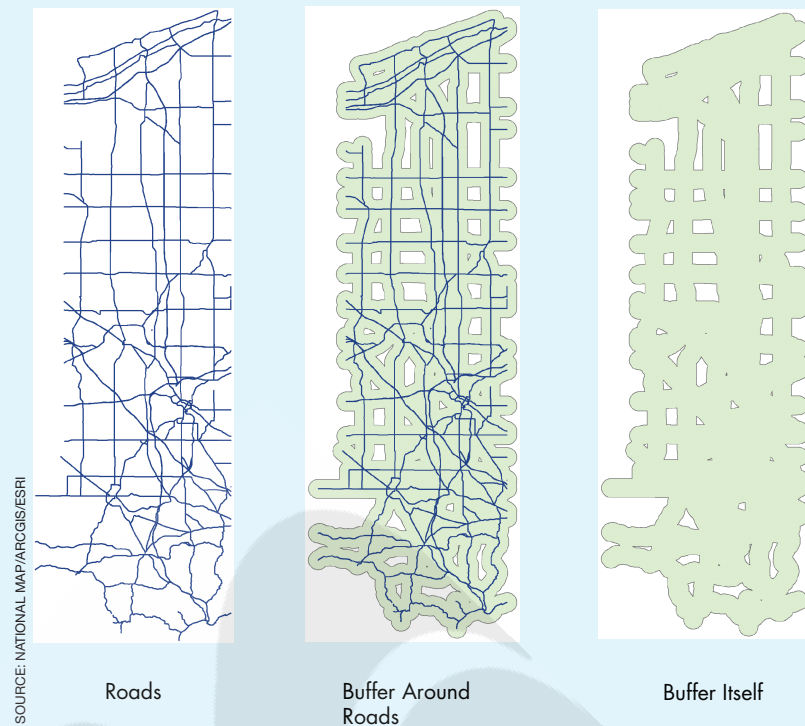 SOURCE: NATIONAL MAP/ARCGIS/ESRI
Roads
Buffer Around
Roads
Buffer Itself